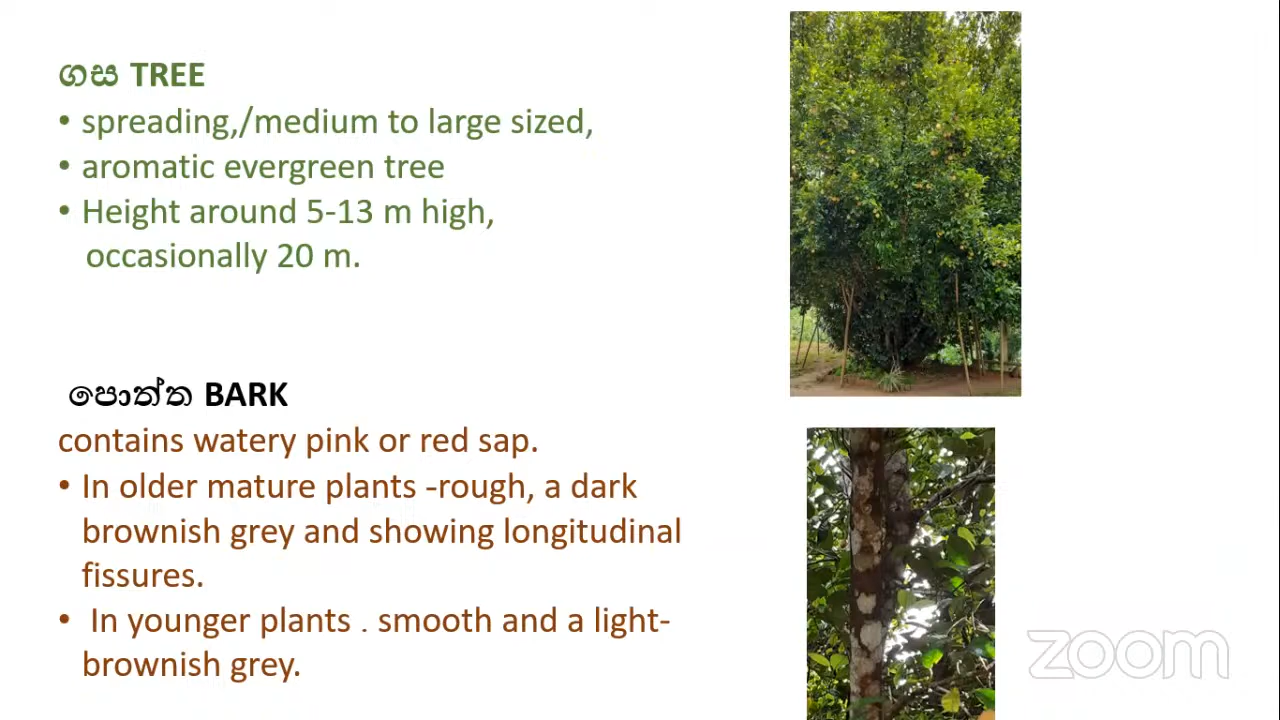 ගස TREE
• spreading,/medium to large sized,
• aromatic evergreen tree
• Height around 5-13 m high,
occasionally 20 m.
පොත්ත BARK
contains watery pink or red sap.
• In older mature plants -rough, a dark
brownish grey and showing longitudinal
fissures.
• In younger plants . smooth and a light-
brownish grey.
zoom